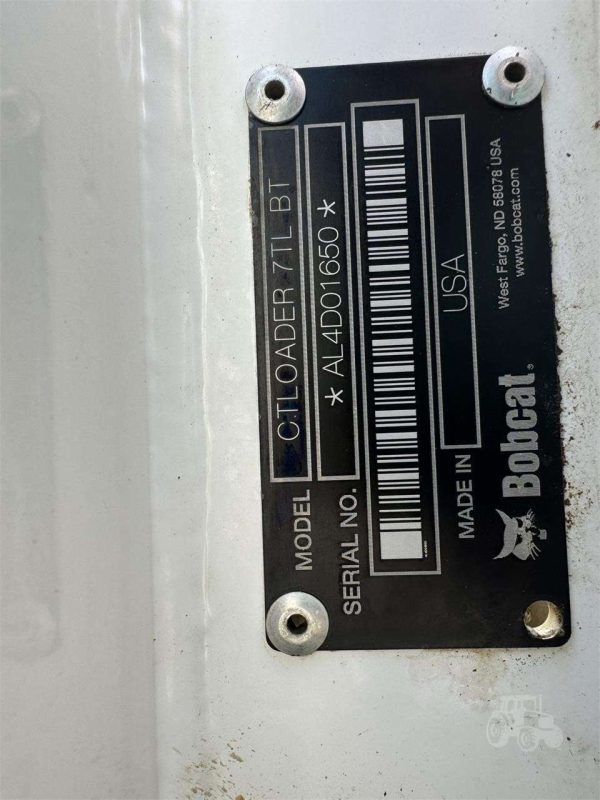 MODEL CTLOADER 7TL BT
SERIAL NO. * AL4D01650 *
MADE IN USA
Bobcat®
West Fargo, ND 58078 USA
www.bobcat.com